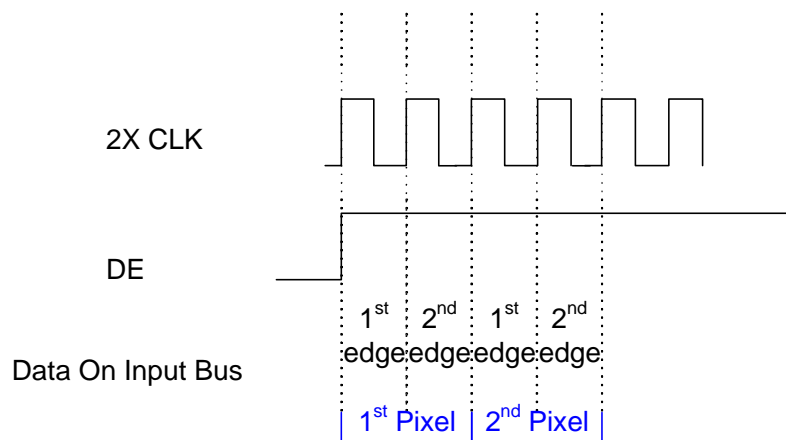 2X CLK
DE
1st 2nd 1st 2nd
edge edge edge edge
Data On Input Bus
1st Pixel 2nd Pixel